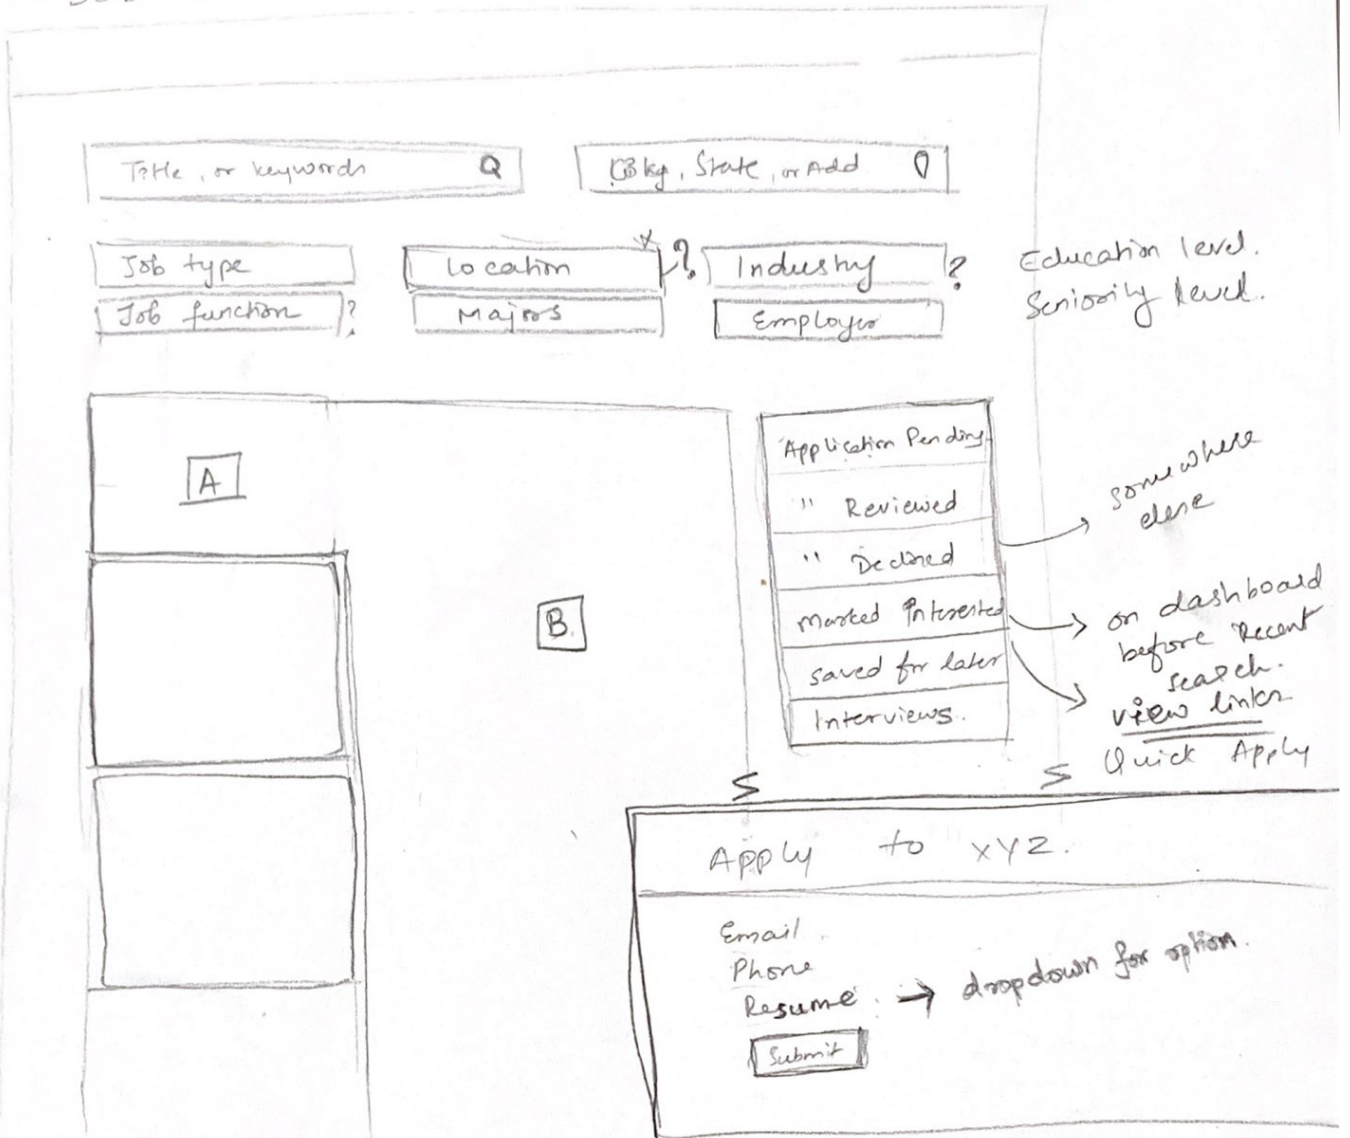 Title, or keywords
State, or Add
Job type
Location
?
Industry
?
Job function
?
Majors
Employer
Education level.
Seniority level.
A
B
Application Pending
" Reviewed
" Declined
Marked Interested
saved for later
Interviews.
somewhere
on dashboard
before Recent
search.
view links
Quick Apply
Apply to XYZ.
Email
Phone
Resume → dropdown for option.
Submit